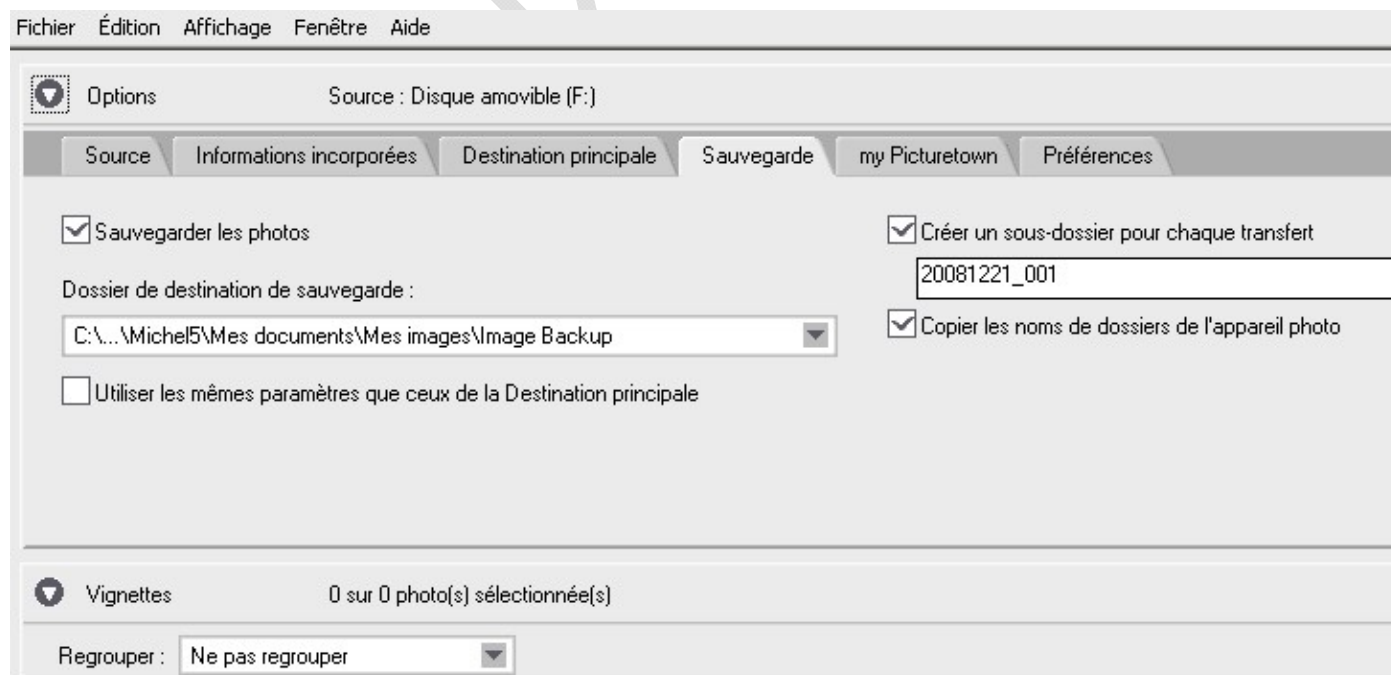 Fichier Édition Affichage Fenêtre Aide
Options Source : Disque amovible (F:)
Source Informations incorporées Destination principale Sauvegarde my Picturetown Préférences
Sauvegarder les photos
Créer un sous-dossier pour chaque transfert
20081221_001
Dossier de destination de sauvegarde :
C:\...\Michel5\Mes documents\Mes images\Image Backup
Copier les noms de dossiers de l'appareil photo
Utiliser les mêmes paramètres que ceux de la Destination principale
Vignettes 0 sur 0 photo(s) sélectionnée(s)
Regrouper : Ne pas regrouper